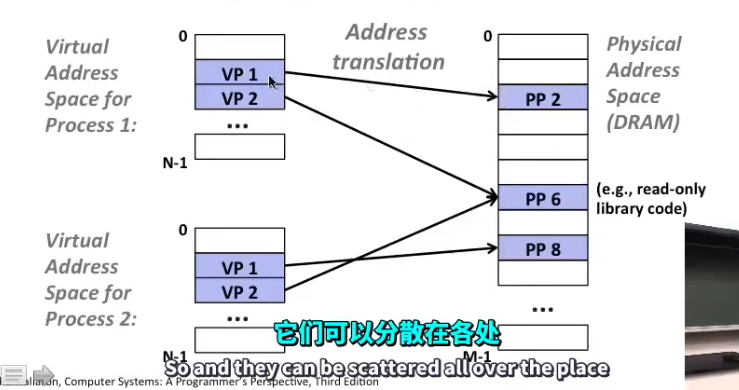 Virtual
Address
Space for
Process 1:
0
VP 1
VP 2
...
N-1
Address
translation
0
PP 2
PP 6
PP 8
...
M-1
Physical
Address
Space
(DRAM)
(e.g., read-only
library code)
Virtual
Address
Space for
Process 2:
0
VP 1
VP 2
...
N-1
它们可以分散在各处
So and they can be scattered all over the place
Computer Systems: A Programmer's Perspective, Third Edition